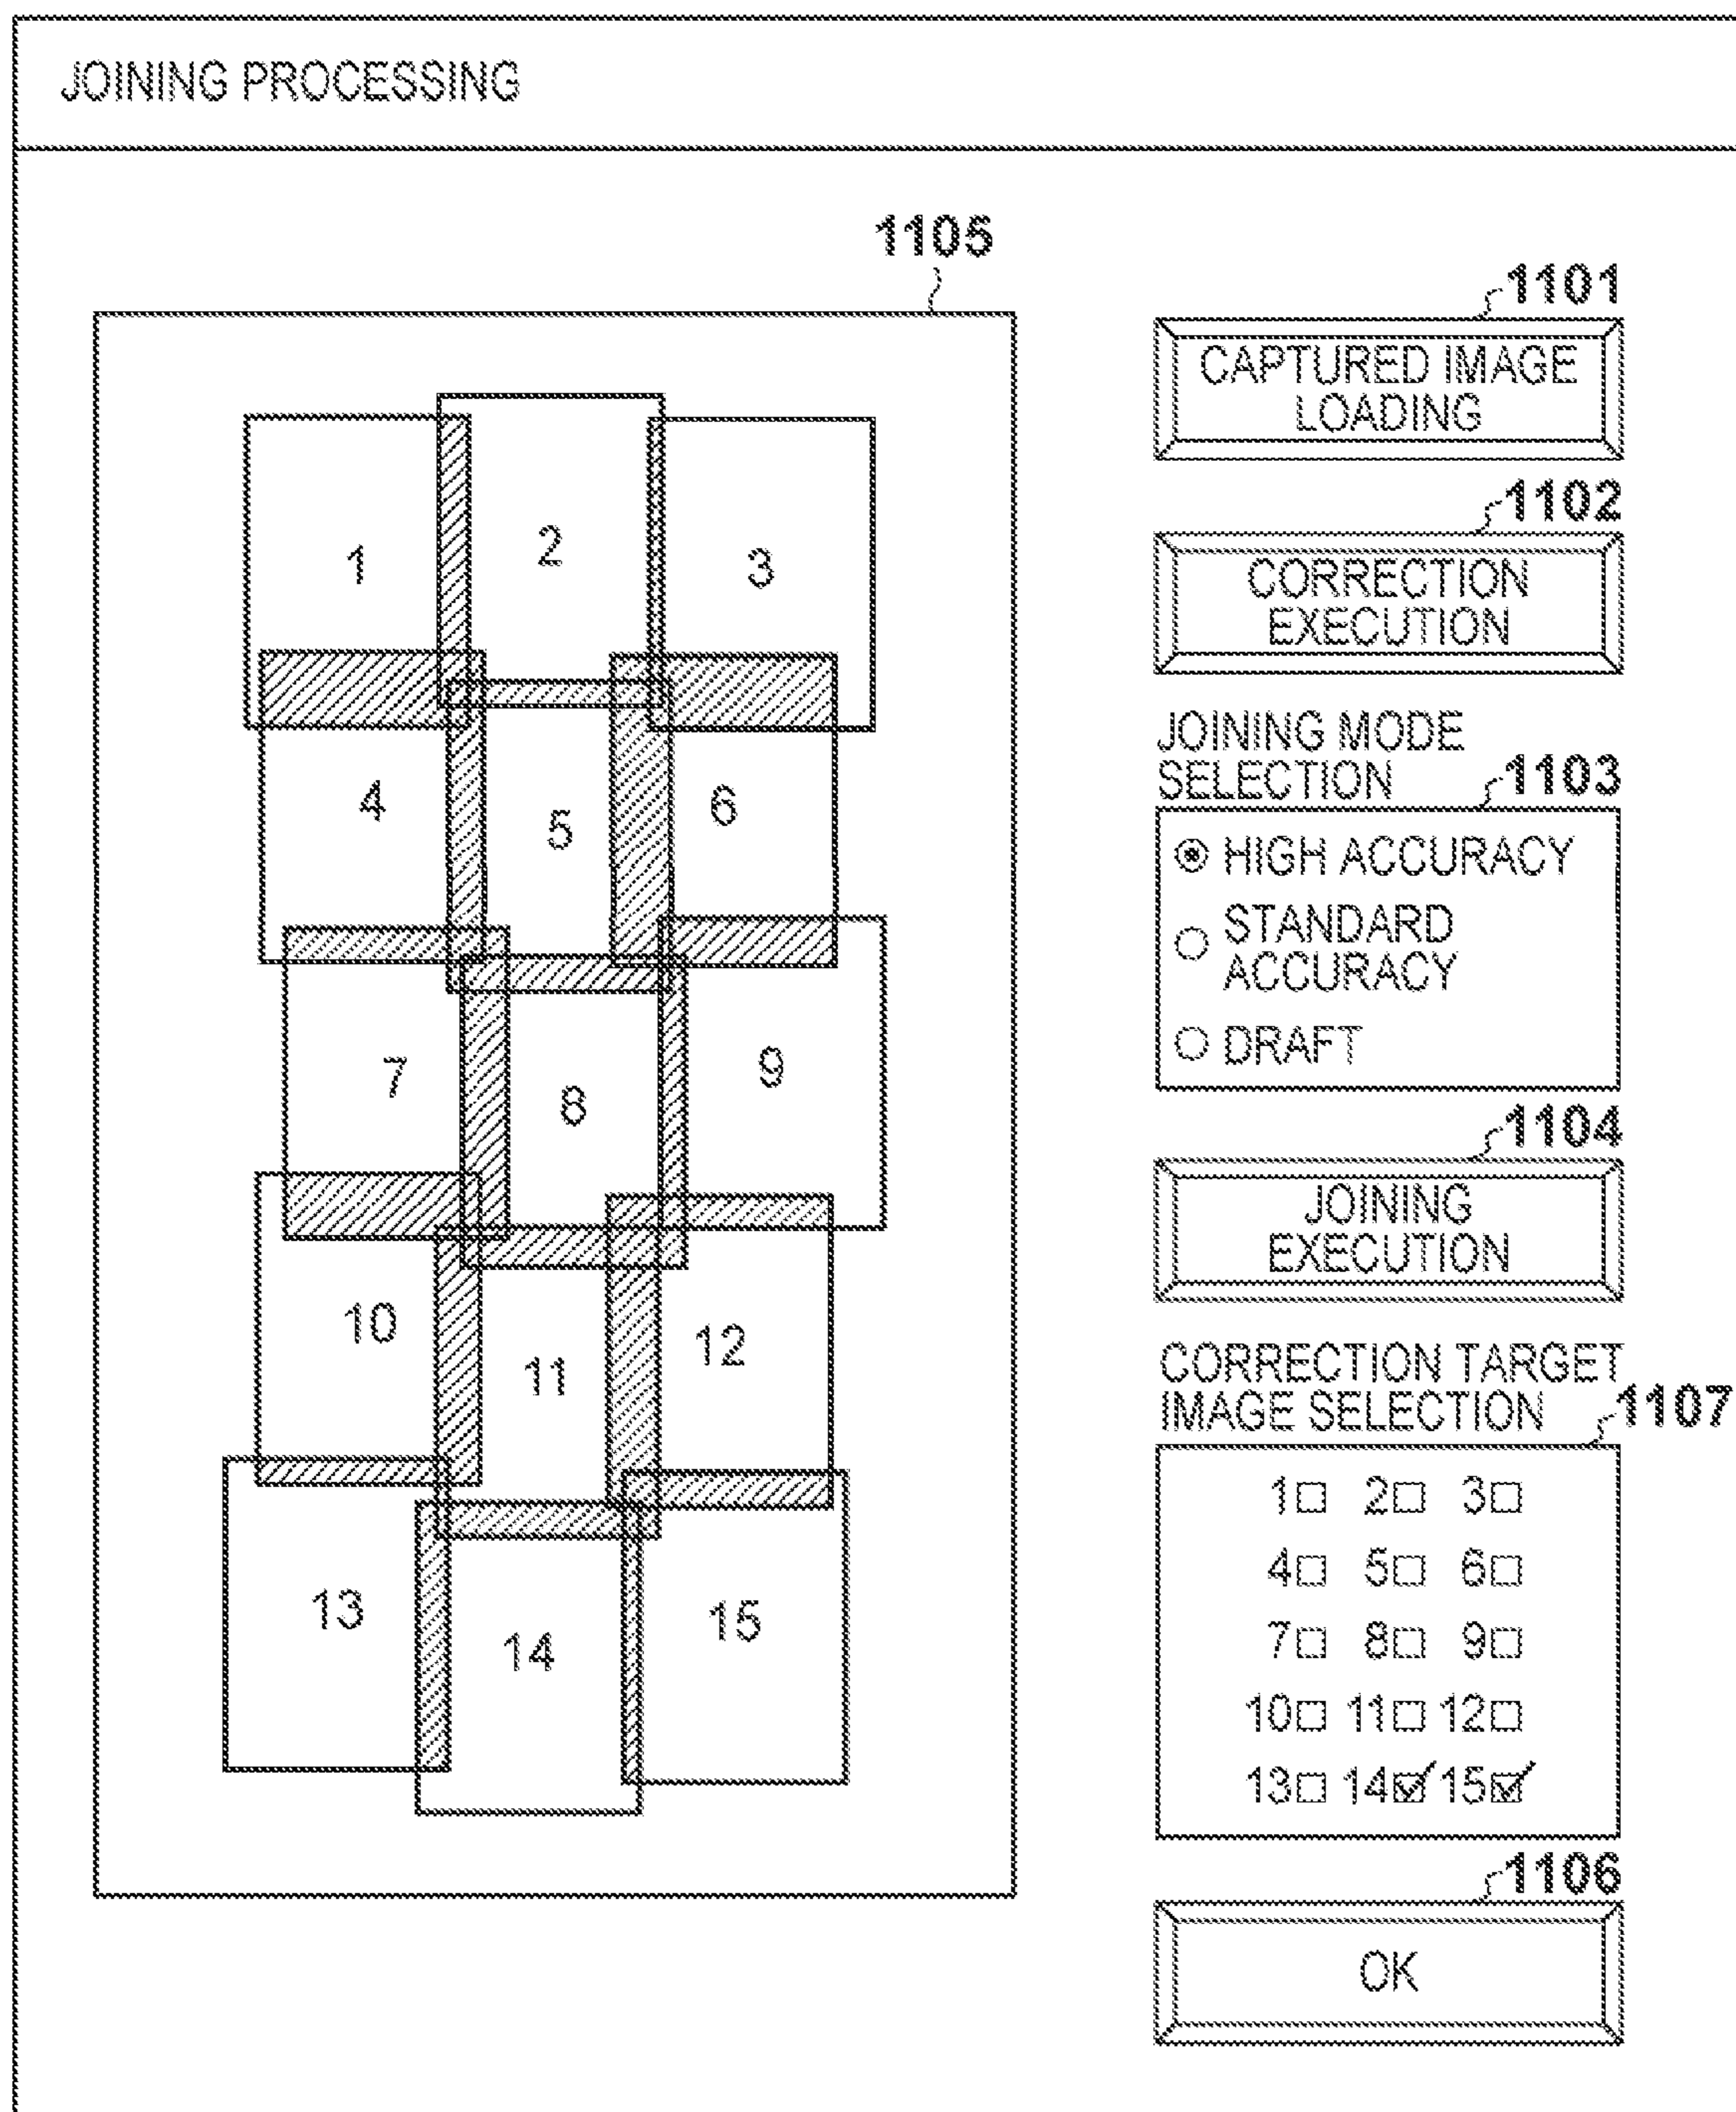 JOINING PROCESSING
1105
1
2
3
4
5
6
7
8
9
10
11
12
13
14
15
1101
CAPTURED IMAGE
LOADING
1102
CORRECTION
EXECUTION
JOINING MODE
SELECTION
1103
HIGH ACCURACY
STANDARD
ACCURACY
DRAFT
1104
JOINING
EXECUTION
CORRECTION TARGET
IMAGE SELECTION
1107
1 2 3
4 5 6
7 8 9
10 11 12
13 14 15
1106
OK